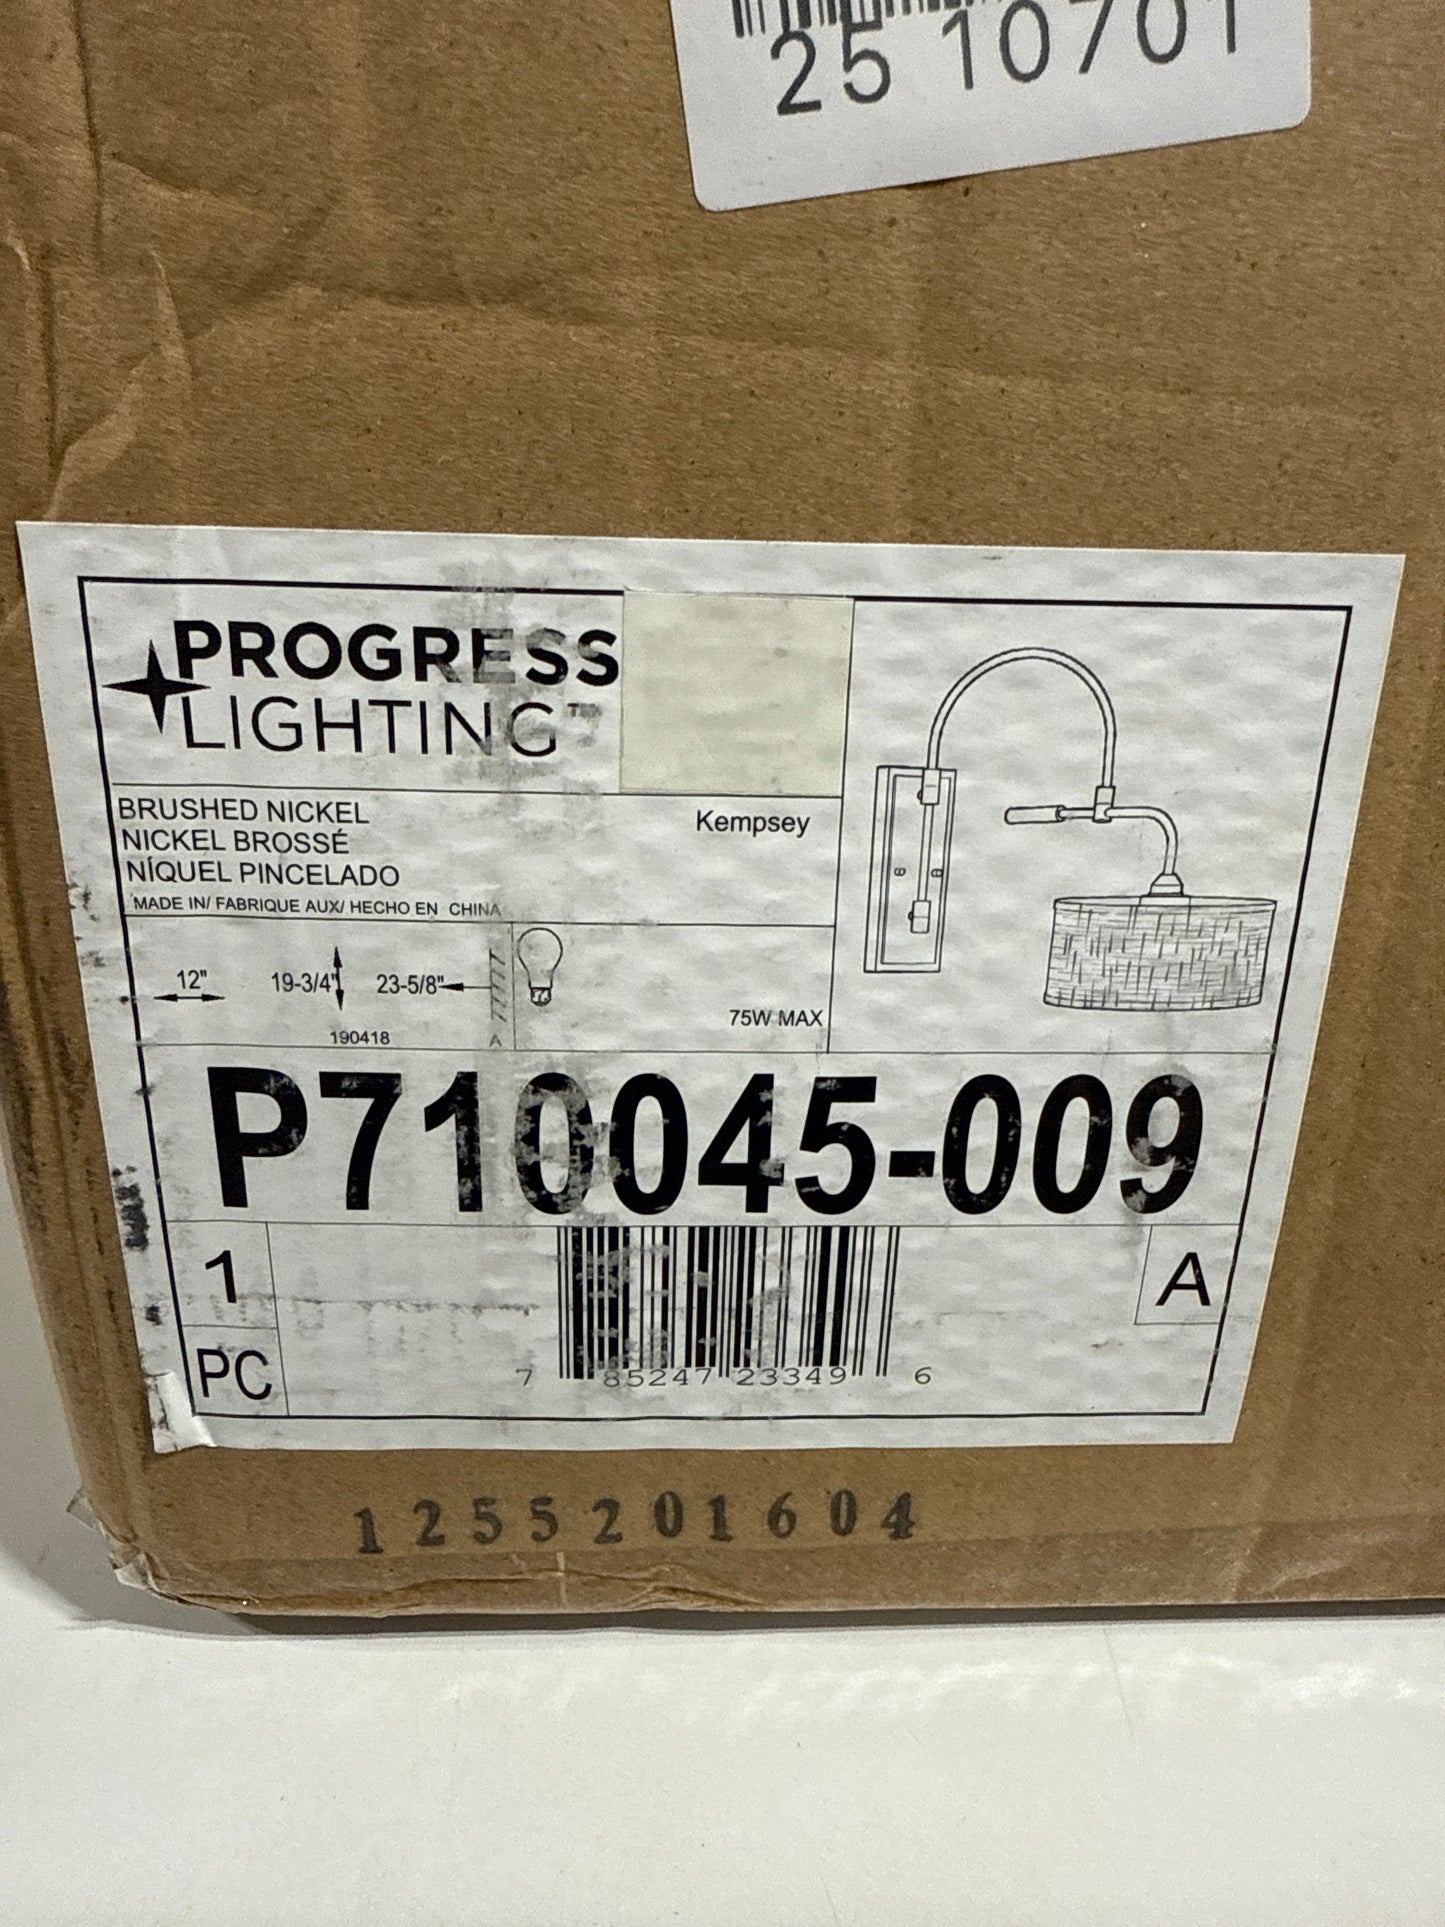 25 10701
PROGRESS
LIGHTING™
BRUSHED NICKEL
NICKEL BROSSÉ
NÍQUEL PINCELADO
Kempsey
MADE IN/ FABRIQUE AUX/ HECHO EN CHINA
12" 19-3/4" 23-5/8"
75W MAX
190418 A
P710045-009
1
PC
A
7 85247 23349 6
1255201604